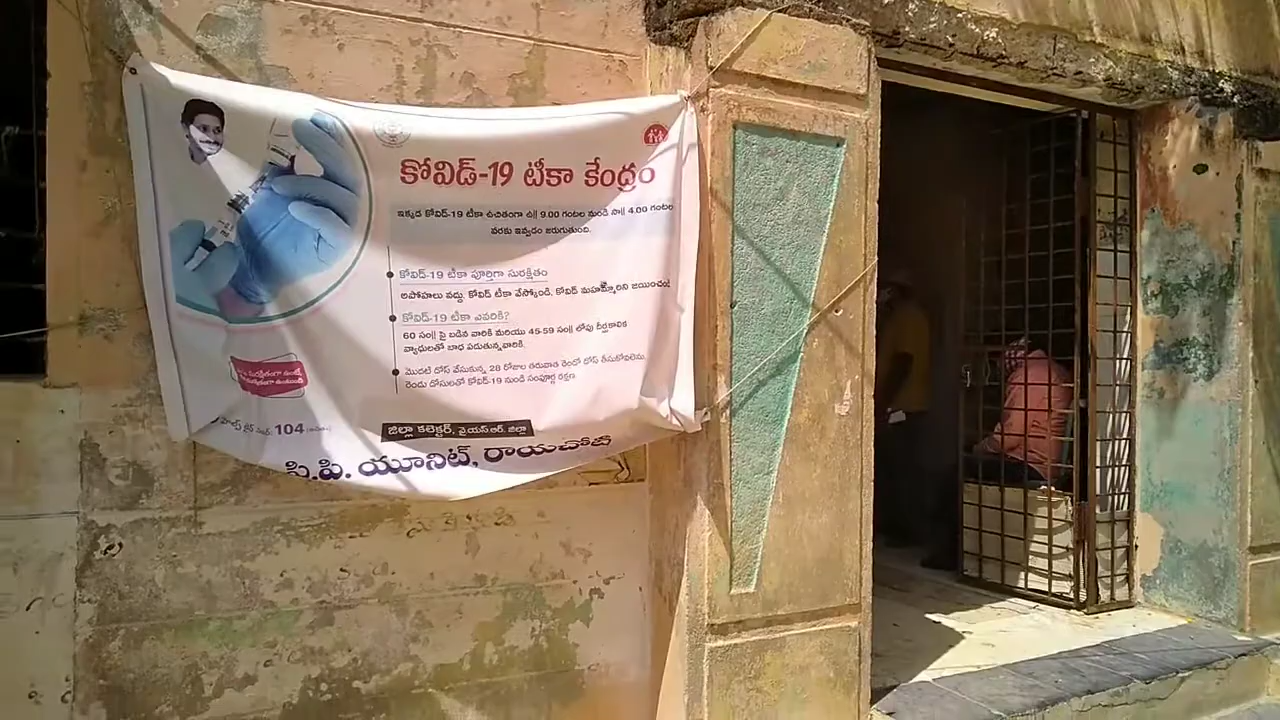 కోవిడ్-19 టీకా కేంద్రం
ఇక్కడ కోవిడ్-19 టీకా ఉచితంగా ఉ॥ 9.00 గంటల నుండి సా॥ 4.00 గంటల
వరకు ఇవ్వడం జరుగుతుంది.
కోవిడ్-19 టీకా పూర్తిగా సురక్షితం
అపోహలు వద్దు. కోవిడ్ టీకా వేస్కోండి, కోవిడ్ మహమ్మారిని జయించండి
కోవిడ్-19 టీకా ఎవరికి?
60 సం॥ పై బడిన వారికి మరియు 45-59 సం॥ లోపు దీర్ఘకాలిక
వ్యాధులతో బాధ పడుతున్నవారికి.
మొదటి డోస్ వేసుకున్న 28 రోజుల తరువాత రెండో డోస్ తీసుకోవలెను.
రెండు డోసులతో కోవిడ్-19 నుండి సంపూర్ణ రక్షణ
హెల్ప్ లైన్ నెంబర్: 104
జిల్లా కలెక్టర్, వై.యస్.ఆర్. జిల్లా
పి.పి. యూనిట్, రాయచోటి